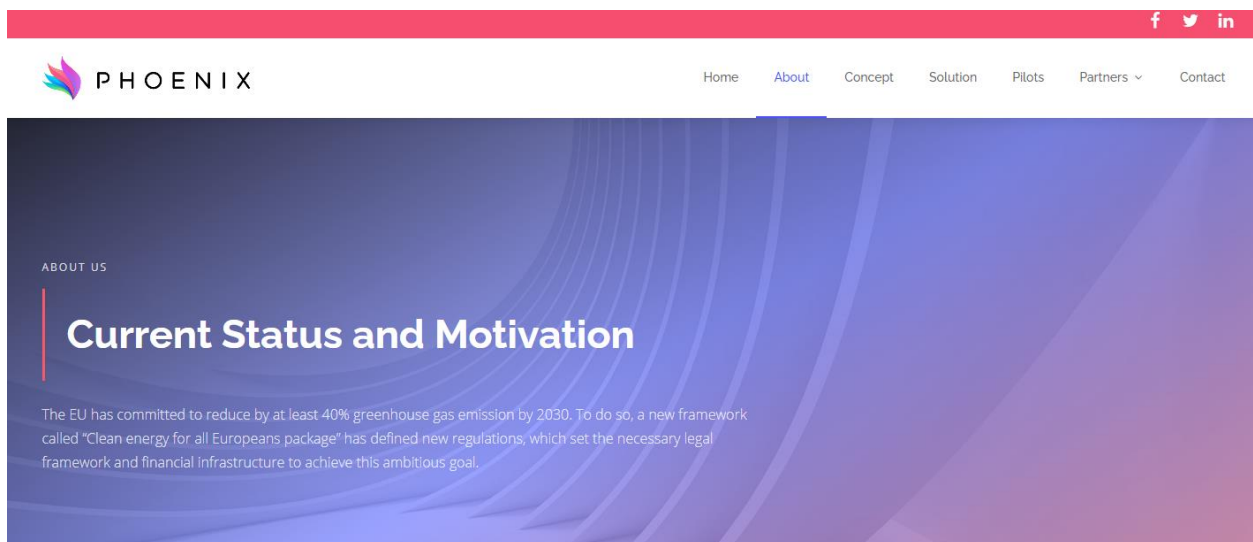 PHOENIX
Home About Concept Solution Pilots Partners Contact
ABOUT US
Current Status and Motivation
The EU has committed to reduce by at least 40% greenhouse gas emission by 2030. To do so, a new framework
called “Clean energy for all Europeans package” has defined new regulations, which set the necessary legal
framework and financial infrastructure to achieve this ambitious goal.